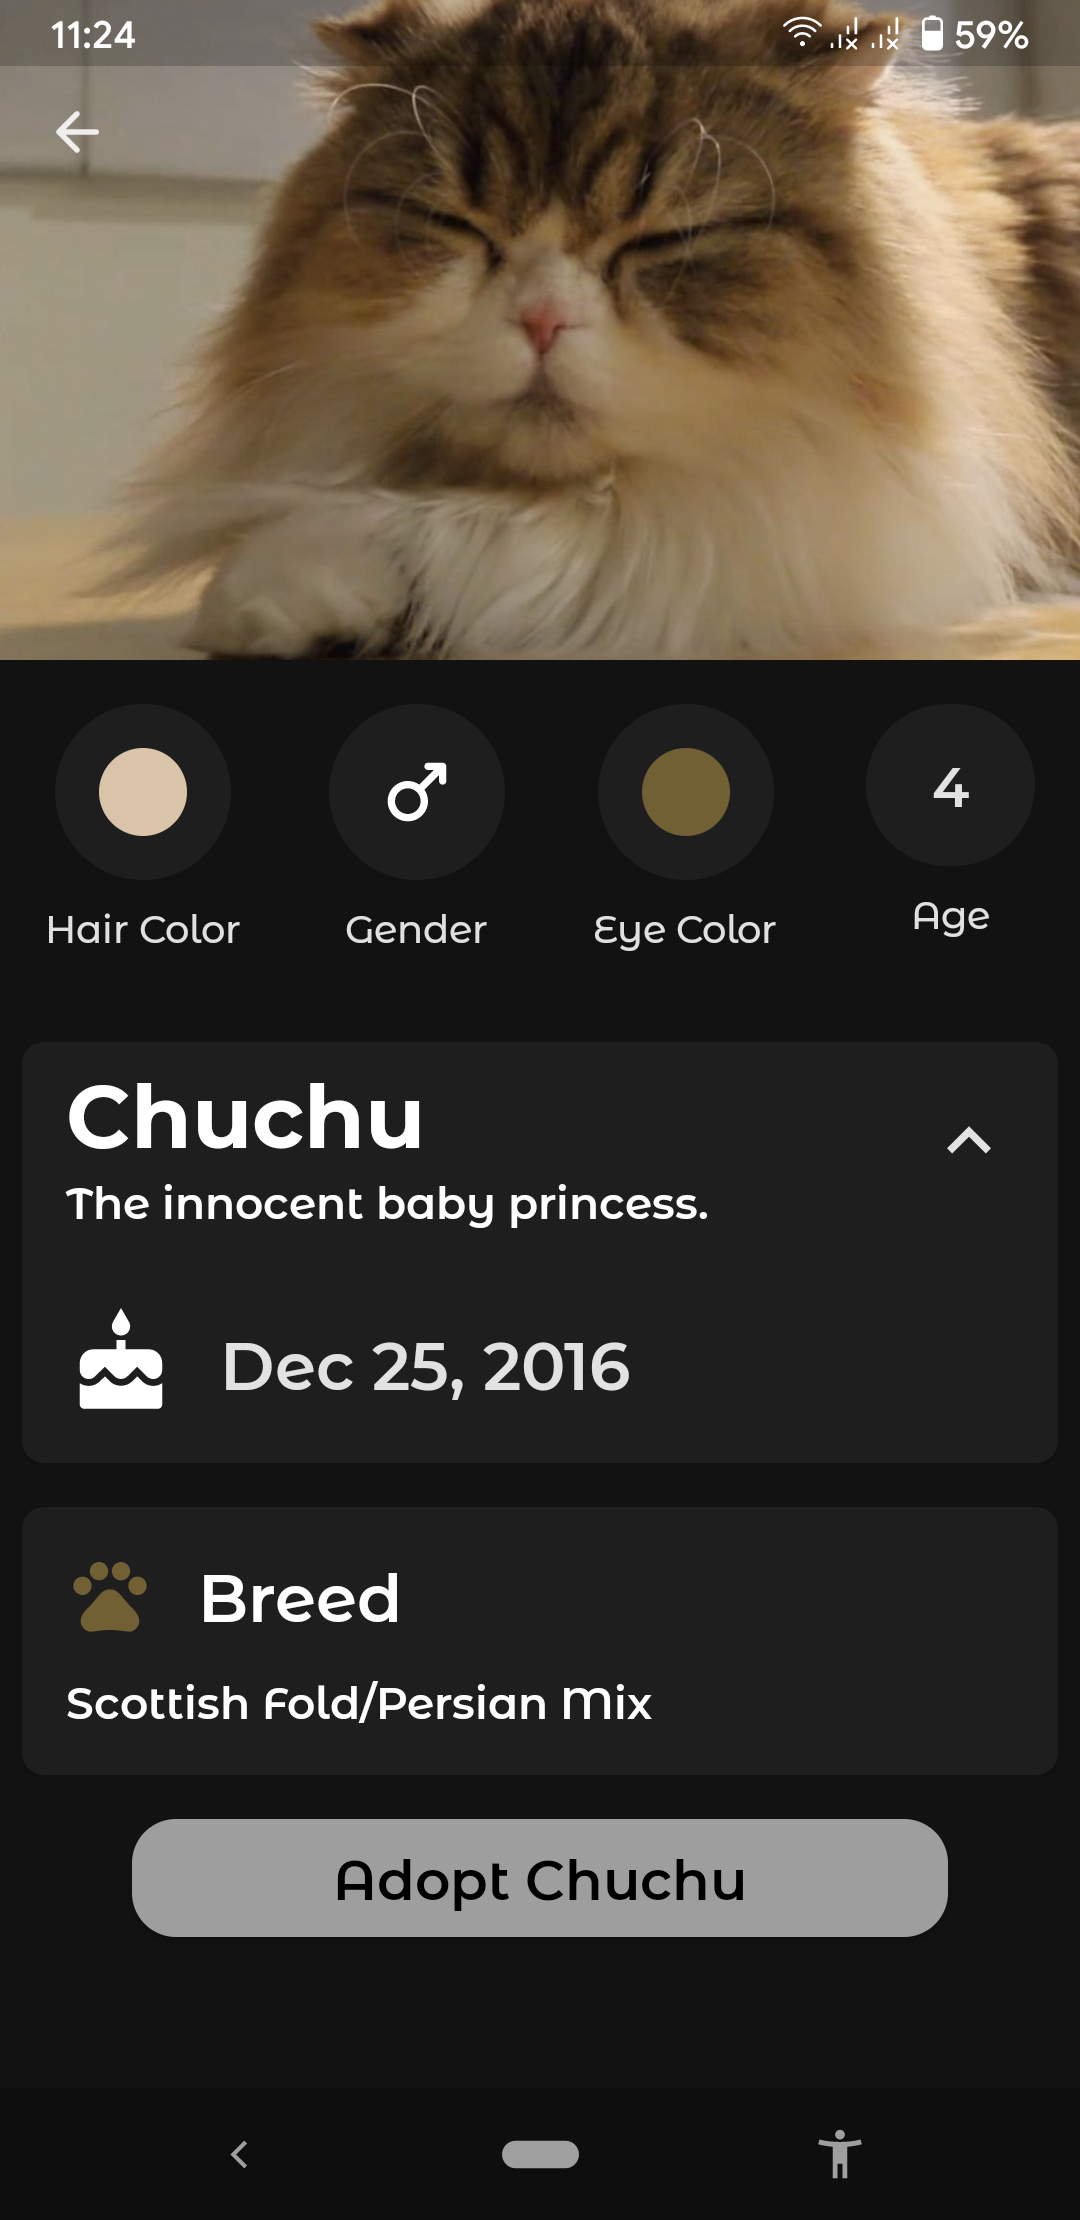 11:24 59%
4
Hair Color Gender Eye Color Age
Chuchu
The innocent baby princess.
Dec 25, 2016
Breed
Scottish Fold/Persian Mix
Adopt Chuchu